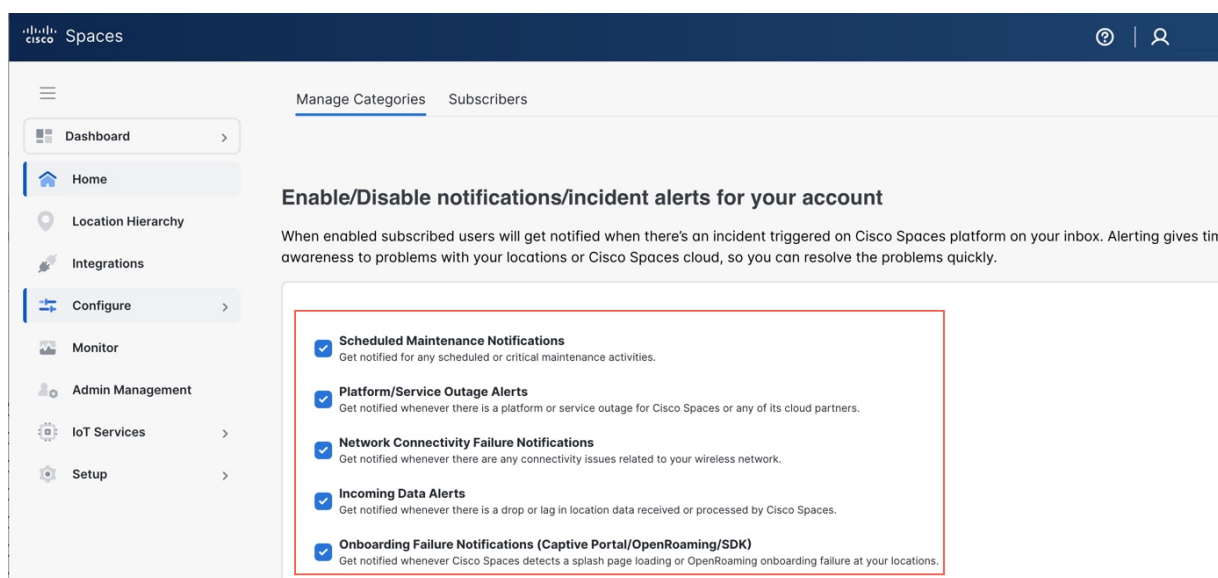 cisco Spaces
Manage Categories Subscribers
Dashboard
Home
Location Hierarchy
Integrations
Configure
Monitor
Admin Management
IoT Services
Setup
Enable/Disable notifications/incident alerts for your account
When enabled subscribed users will get notified when there's an incident triggered on Cisco Spaces platform on your inbox. Alerting gives
awareness to problems with your locations or Cisco Spaces cloud, so you can resolve the problems quickly.
Scheduled Maintenance Notifications
Get notified for any scheduled or critical maintenance activities.
Platform/Service Outage Alerts
Get notified whenever there is a platform or service outage for Cisco Spaces or any of its cloud partners.
Network Connectivity Failure Notifications
Get notified whenever there are any connectivity issues related to your wireless network.
Incoming Data Alerts
Get notified whenever there is a drop or lag in location data received or processed by Cisco Spaces.
Onboarding Failure Notifications (Captive Portal/OpenRoaming/SDK)
Get notified whenever Cisco Spaces detects a splash page loading or OpenRoaming onboarding failure at your locations.